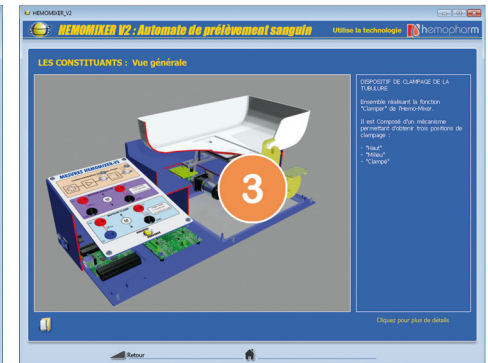 HEMOMIXER_V2
HEMOMIXER V2 : Automate de prélèvement sanguin
Utilise la technologie hemopharm
LES CONSTITUANTS : Vue générale
DISPOSITIF DE CLAMPAGE DE LA
TUBULURE
Ensemble réalisant la fonction
"Clamper" de l'Hemo-Mixer.
Il est Composé d'un mécanisme
permettant d'obtenir trois positions de
clampage :
- "Haut"
- "Milieu"
- "Clampé"
MESURES HEMOMIXER-V2
3
Cliquez pour plus de détails
Retour